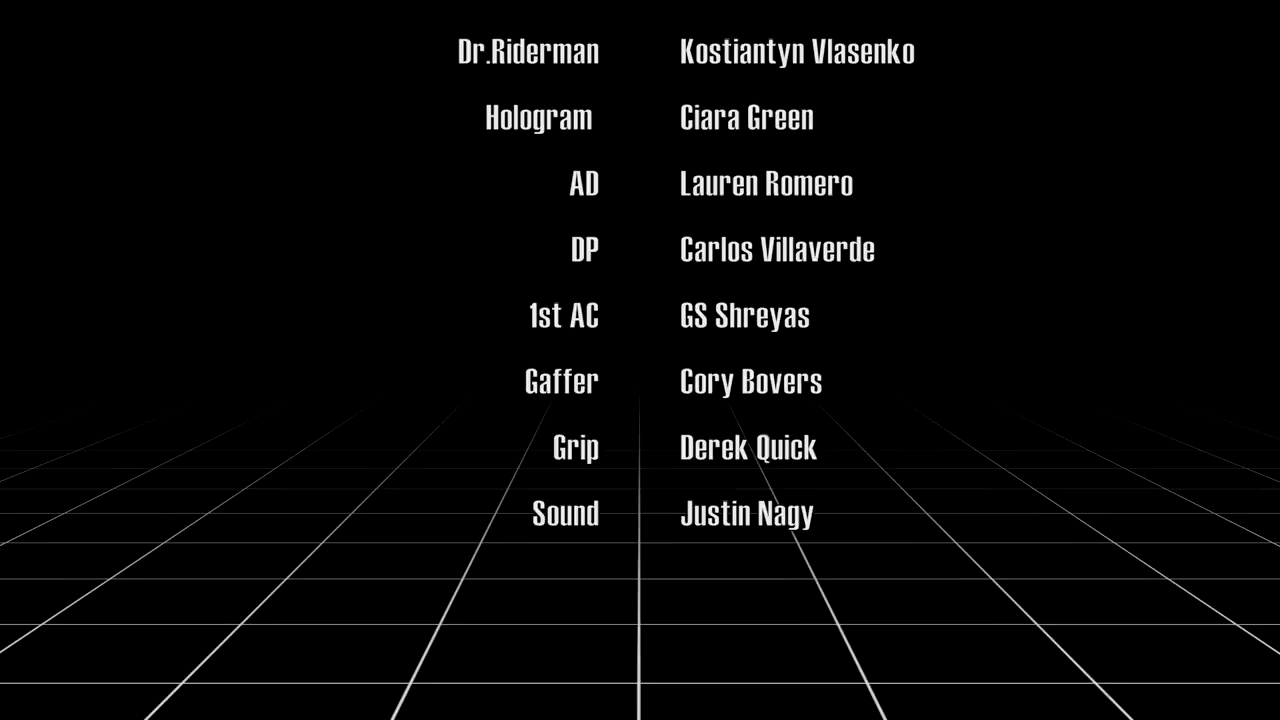 Dr.Riderman Kostiantyn Vlasenko
Hologram Ciara Green
AD Lauren Romero
DP Carlos Villaverde
1st AC GS Shreyas
Gaffer Cory Bovers
Grip Derek Quick
Sound Justin Nagy